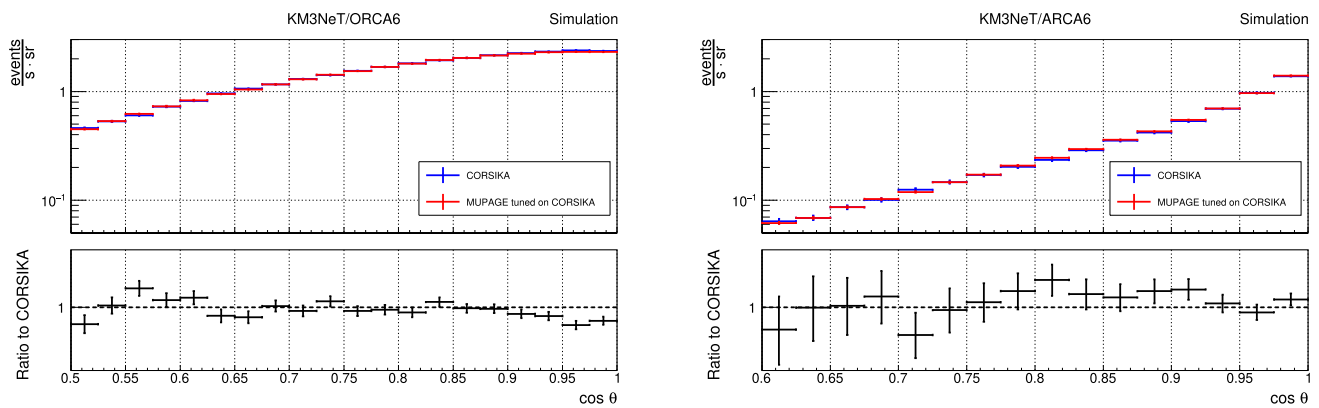 KM3NeT/ORCA6 Simulation
events
s · sr
1
10⁻¹
CORSIKA
MUPAGE tuned on CORSIKA
Ratio to CORSIKA
1
0.5 0.55 0.6 0.65 0.7 0.75 0.8 0.85 0.9 0.95 1
cos θ
KM3NeT/ARCA6 Simulation
events
s · sr
1
10⁻¹
CORSIKA
MUPAGE tuned on CORSIKA
Ratio to CORSIKA
1
0.6 0.65 0.7 0.75 0.8 0.85 0.9 0.95 1
cos θ